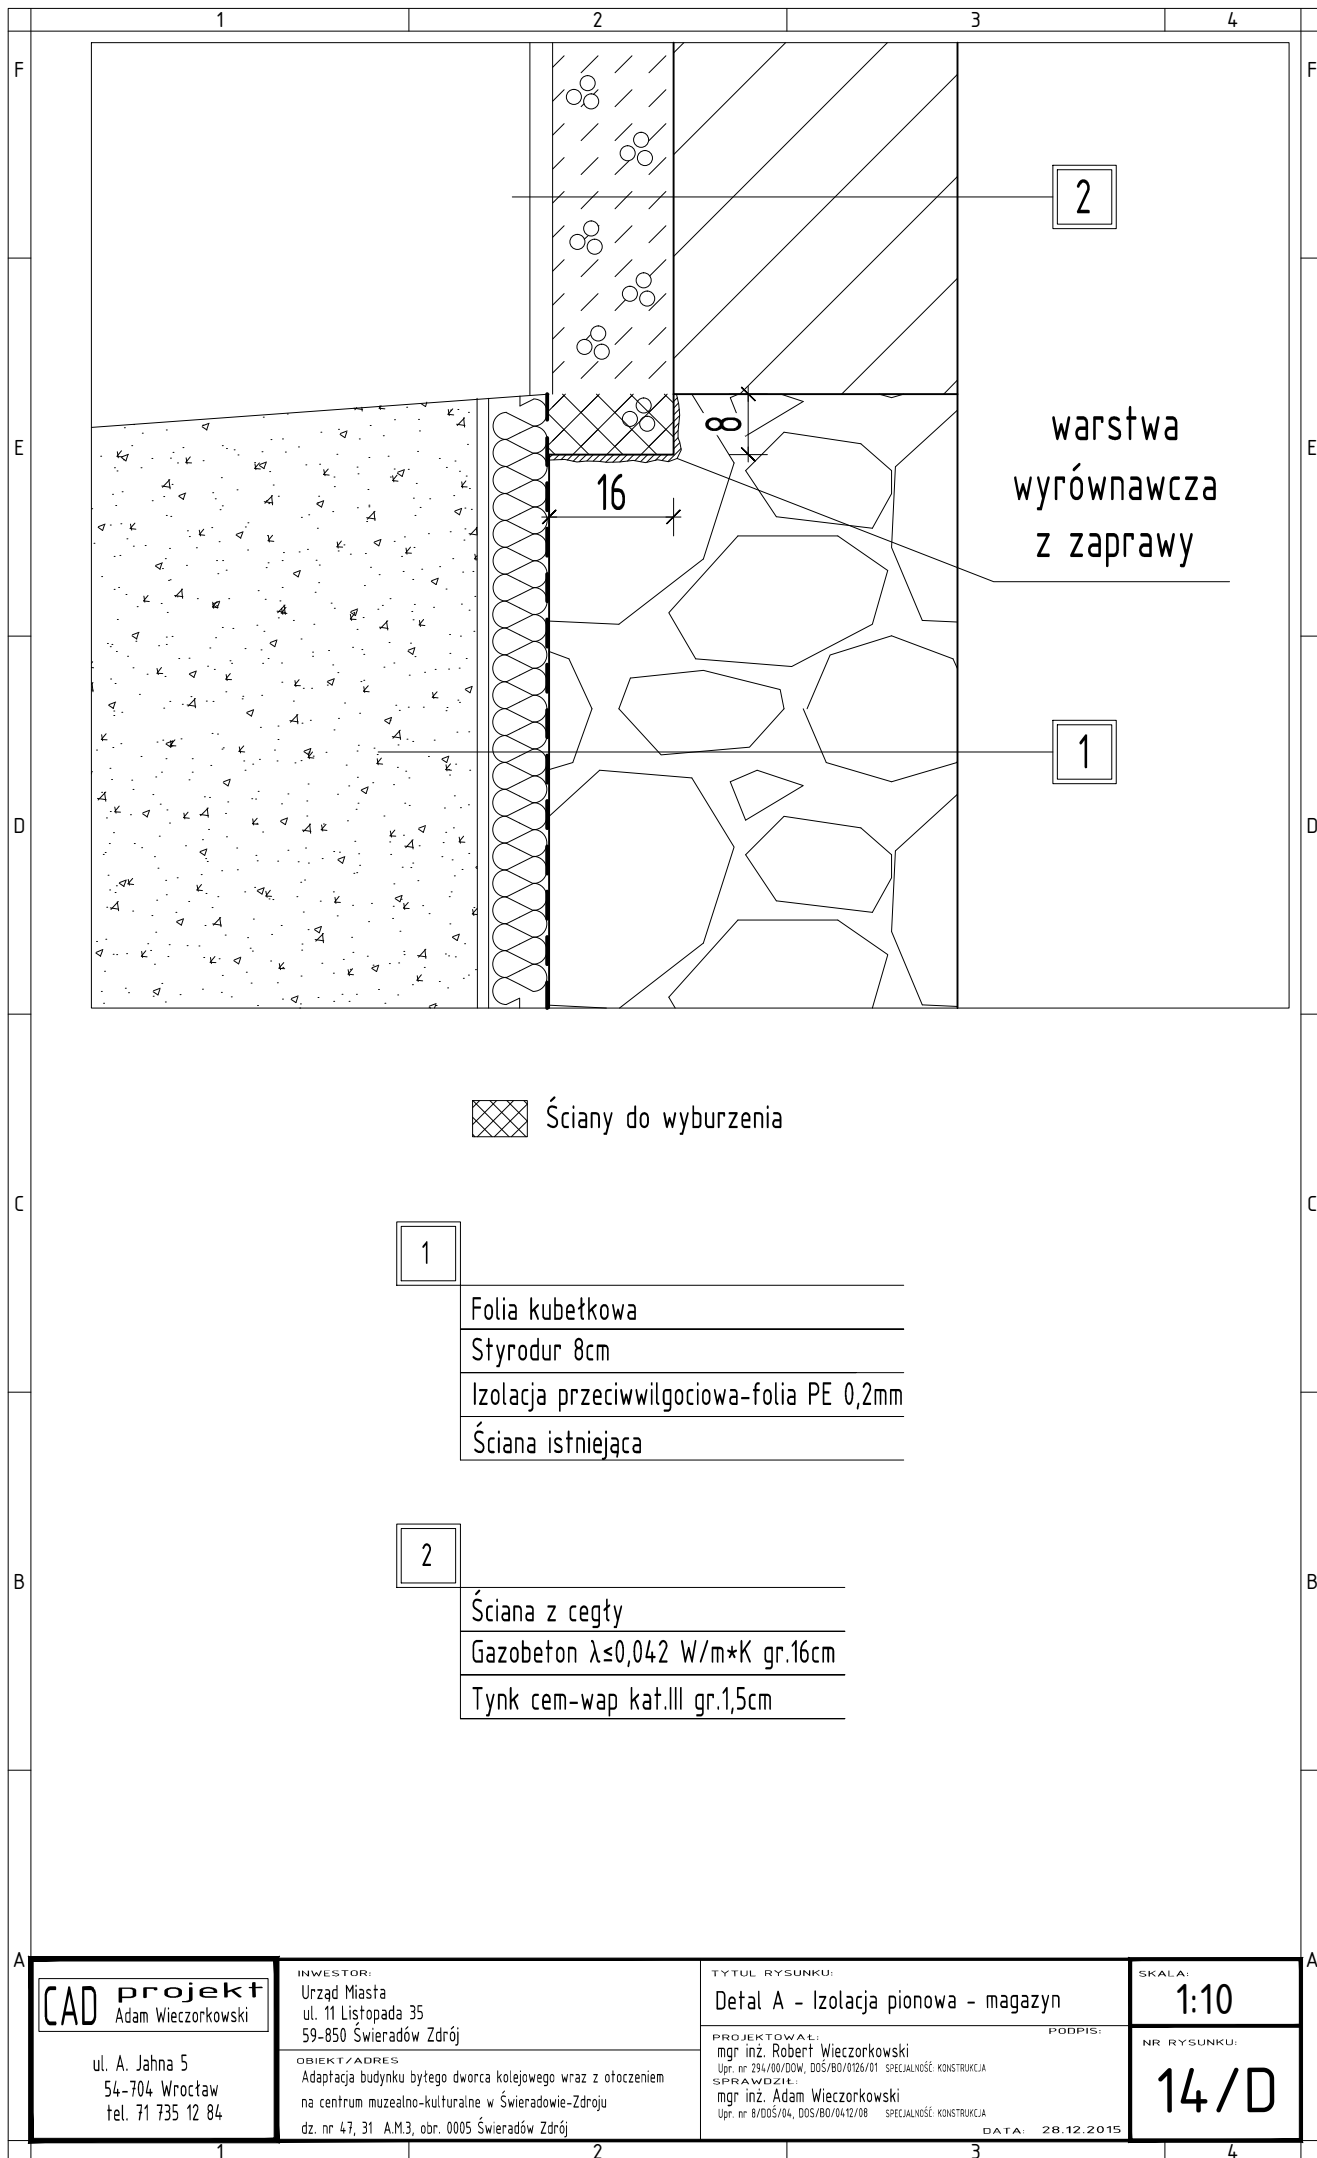 1 2 3 4
F F
2
E E
8
16
warstwa
wyrównawcza
z zaprawy
1
D D
Ściany do wyburzenia
C C
1
Folia kubełkowa
Styrodur 8cm
Izolacja przeciwwilgociowa-folia PE 0,2mm
Ściana istniejąca
2
B B
Ściana z cegły
Gazobeton λ≤0,042 W/m*K gr.16cm
Tynk cem-wap kat.III gr.1,5cm
A A
CAD projekt
Adam Wieczorkowski
ul. A. Jahna 5
54-704 Wrocław
tel. 71 735 12 84
INWESTOR:
Urząd Miasta
ul. 11 Listopada 35
59-850 Świeradów Zdrój
OBIEKT/ADRES
Adaptacja budynku byłego dworca kolejowego wraz z otoczeniem
na centrum muzealno-kulturalne w Świeradowie-Zdroju
dz. nr 47, 31 A.M.3, obr. 0005 Świeradów Zdrój
TYTUL RYSUNKU:
Detal A - Izolacja pionowa - magazyn
PODPIS:
PROJEKTOWAŁ:
mgr inż. Robert Wieczorkowski
Upr. nr 294/00/DOW, DOŚ/BO/0126/01 SPECJALNOŚĆ: KONSTRUKCJA
SPRAWDZIŁ:
mgr inż. Adam Wieczorkowski
Upr. nr 8/DOŚ/04, DOŚ/BO/0412/08 SPECJALNOŚĆ: KONSTRUKCJA
DATA: 28.12.2015
SKALA:
1:10
NR RYSUNKU:
14/D
1 2 3 4